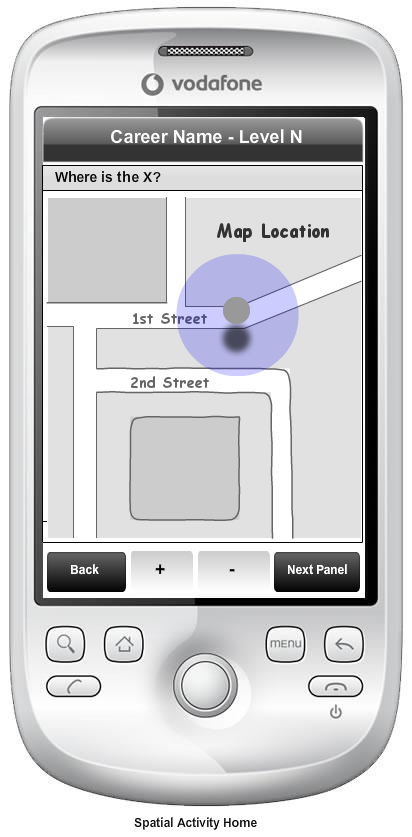 vodafone
Career Name - Level N
Where is the X?
Map Location
1st Street
2nd Street
Back
+
-
Next Panel
MENU
Spatial Activity Home